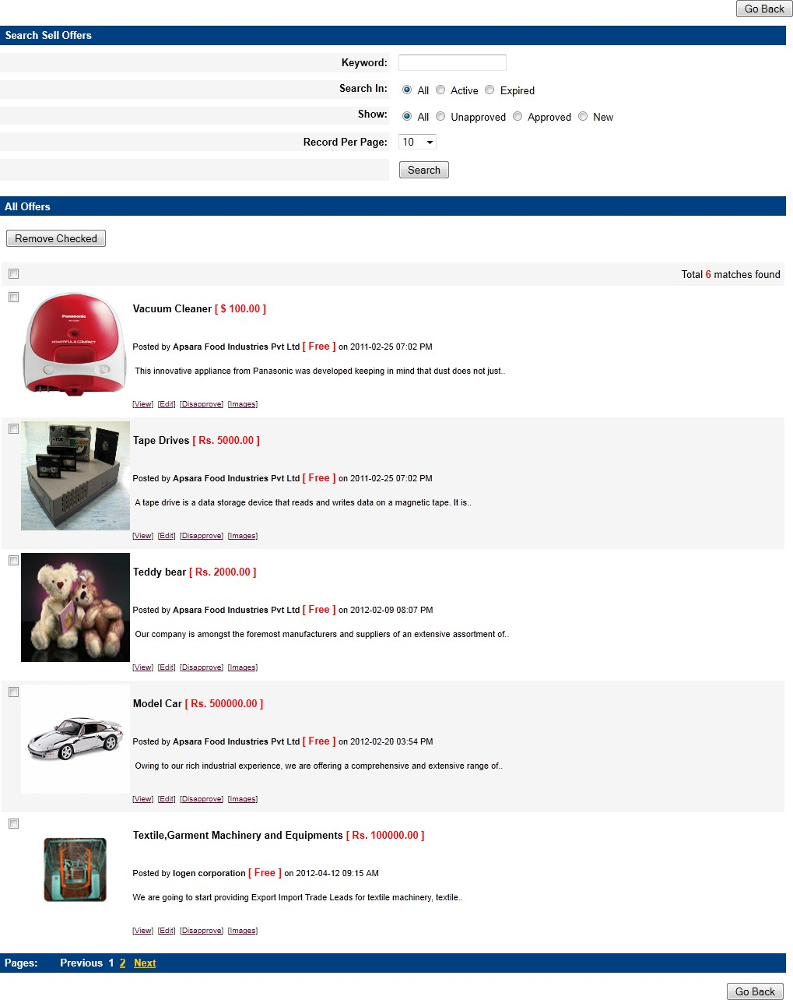 Go Back
Search Sell Offers
Keyword:
Search In: All Active Expired
Show: All Unapproved Approved New
Record Per Page: 10
Search
All Offers
Remove Checked
Total 6 matches found
Panasonic
POWERFUL & COMPACT
Vacuum Cleaner [ $ 100.00 ]
Posted by Apsara Food Industries Pvt Ltd [ Free ] on 2011-02-25 07:02 PM
This innovative appliance from Panasonic was developed keeping in mind that dust does not just..
[View] [Edit] [Disapprove] [Images]
TDK
Tape Drives [ Rs. 5000.00 ]
Posted by Apsara Food Industries Pvt Ltd [ Free ] on 2011-02-25 07:02 PM
A tape drive is a data storage device that reads and writes data on a magnetic tape. It is..
[View] [Edit] [Disapprove] [Images]
Teddy bear [ Rs. 2000.00 ]
Posted by Apsara Food Industries Pvt Ltd [ Free ] on 2012-02-09 08:07 PM
Our company is amongst the foremost manufacturers and suppliers of an extensive assortment of..
[View] [Edit] [Disapprove] [Images]
Model Car [ Rs. 500000.00 ]
Posted by Apsara Food Industries Pvt Ltd [ Free ] on 2012-02-20 03:54 PM
Owing to our rich industrial experience, we are offering a comprehensive and extensive range of..
[View] [Edit] [Disapprove] [Images]
Textile,Garment Machinery and Equipments [ Rs. 100000.00 ]
Posted by logen corporation [ Free ] on 2012-04-12 09:15 AM
We are going to start providing Export Import Trade Leads for textile machinery, textile..
[View] [Edit] [Disapprove] [Images]
Pages: Previous 1 2 Next
Go Back